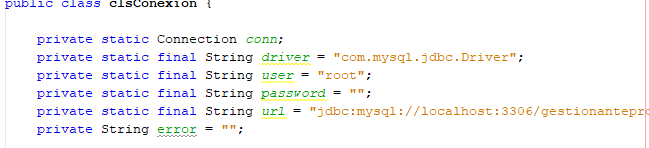 public class clsConexion {
private static Connection conn;
private static final String driver = "com.mysql.jdbc.Driver";
private static final String user = "root";
private static final String password = "";
private static final String url = "jdbc:mysql://localhost:3306/gestionantepro
private String error = "";